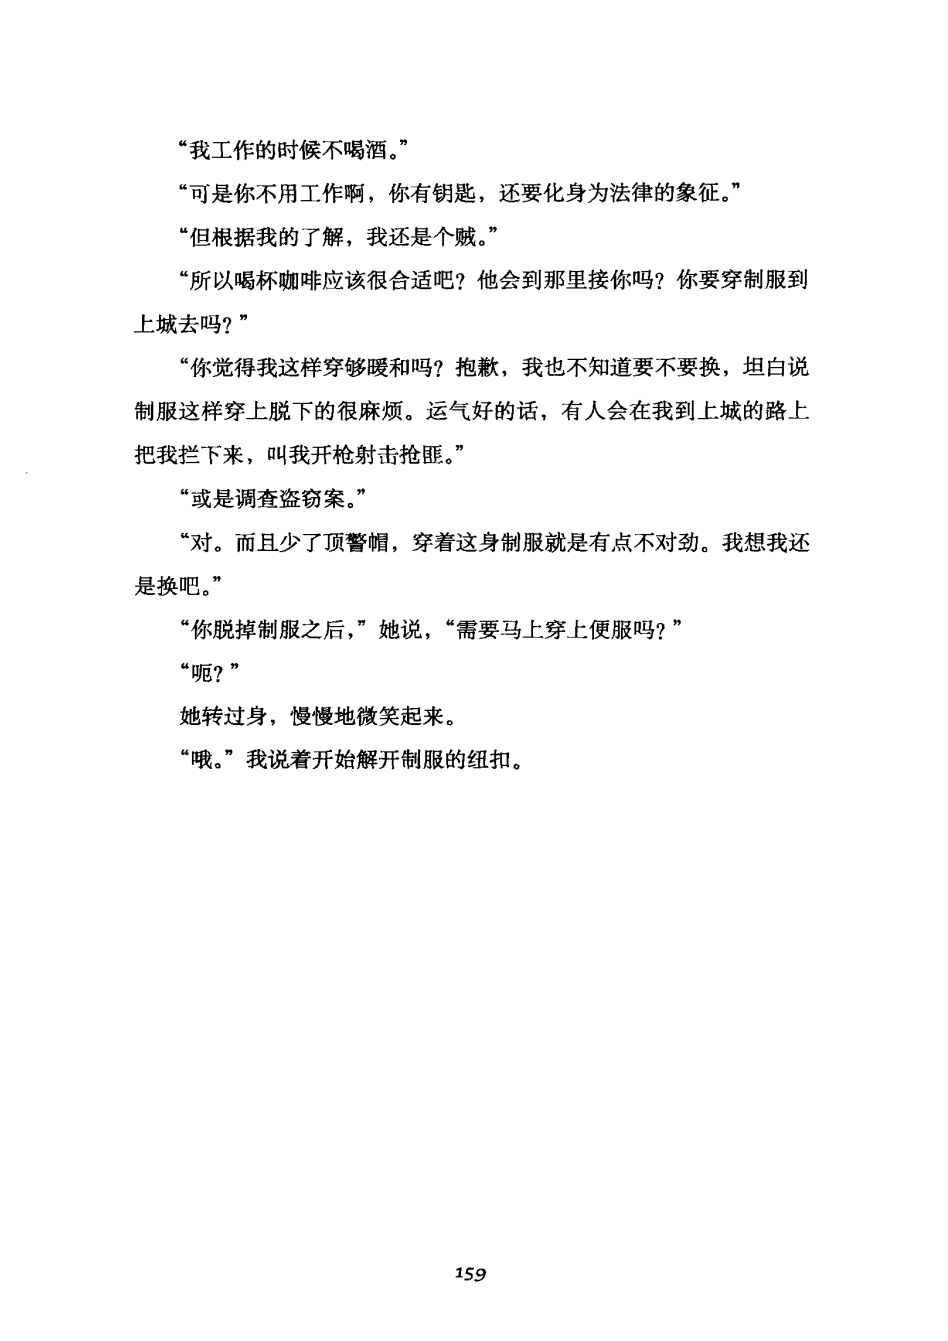 “我工作的时候不喝酒。”
“可是你不用工作啊，你有钥匙，还要化身为法律的象征。”
“但根据我的了解，我还是个贼。”
“所以喝杯咖啡应该很合适吧？他会到那里接你吗？你要穿制服到
上城去吗？”
“你觉得我这样穿够暖和吗？抱歉，我也不知道要不要换，坦白说
制服这样穿上脱下的很麻烦。运气好的话，有人会在我到上城的路上
把我拦下来，叫我开枪射击抢匪。”
“或是调查盗窃案。”
“对。而且少了顶警帽，穿着这身制服就是有点不对劲。我想我还
是换吧。”
“你脱掉制服之后，”她说，“需要马上穿上便服吗？”
“呃？”
她转过身，慢慢地微笑起来。
“哦。”我说着开始解开制服的纽扣。
159